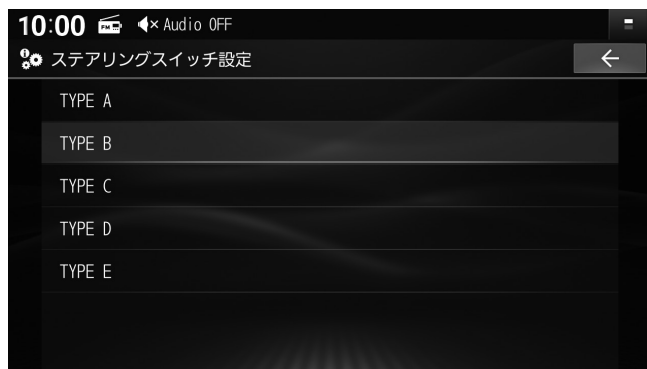 10:00 FM Audio OFF
ステアリングスイッチ設定
TYPE A
TYPE B
TYPE C
TYPE D
TYPE E